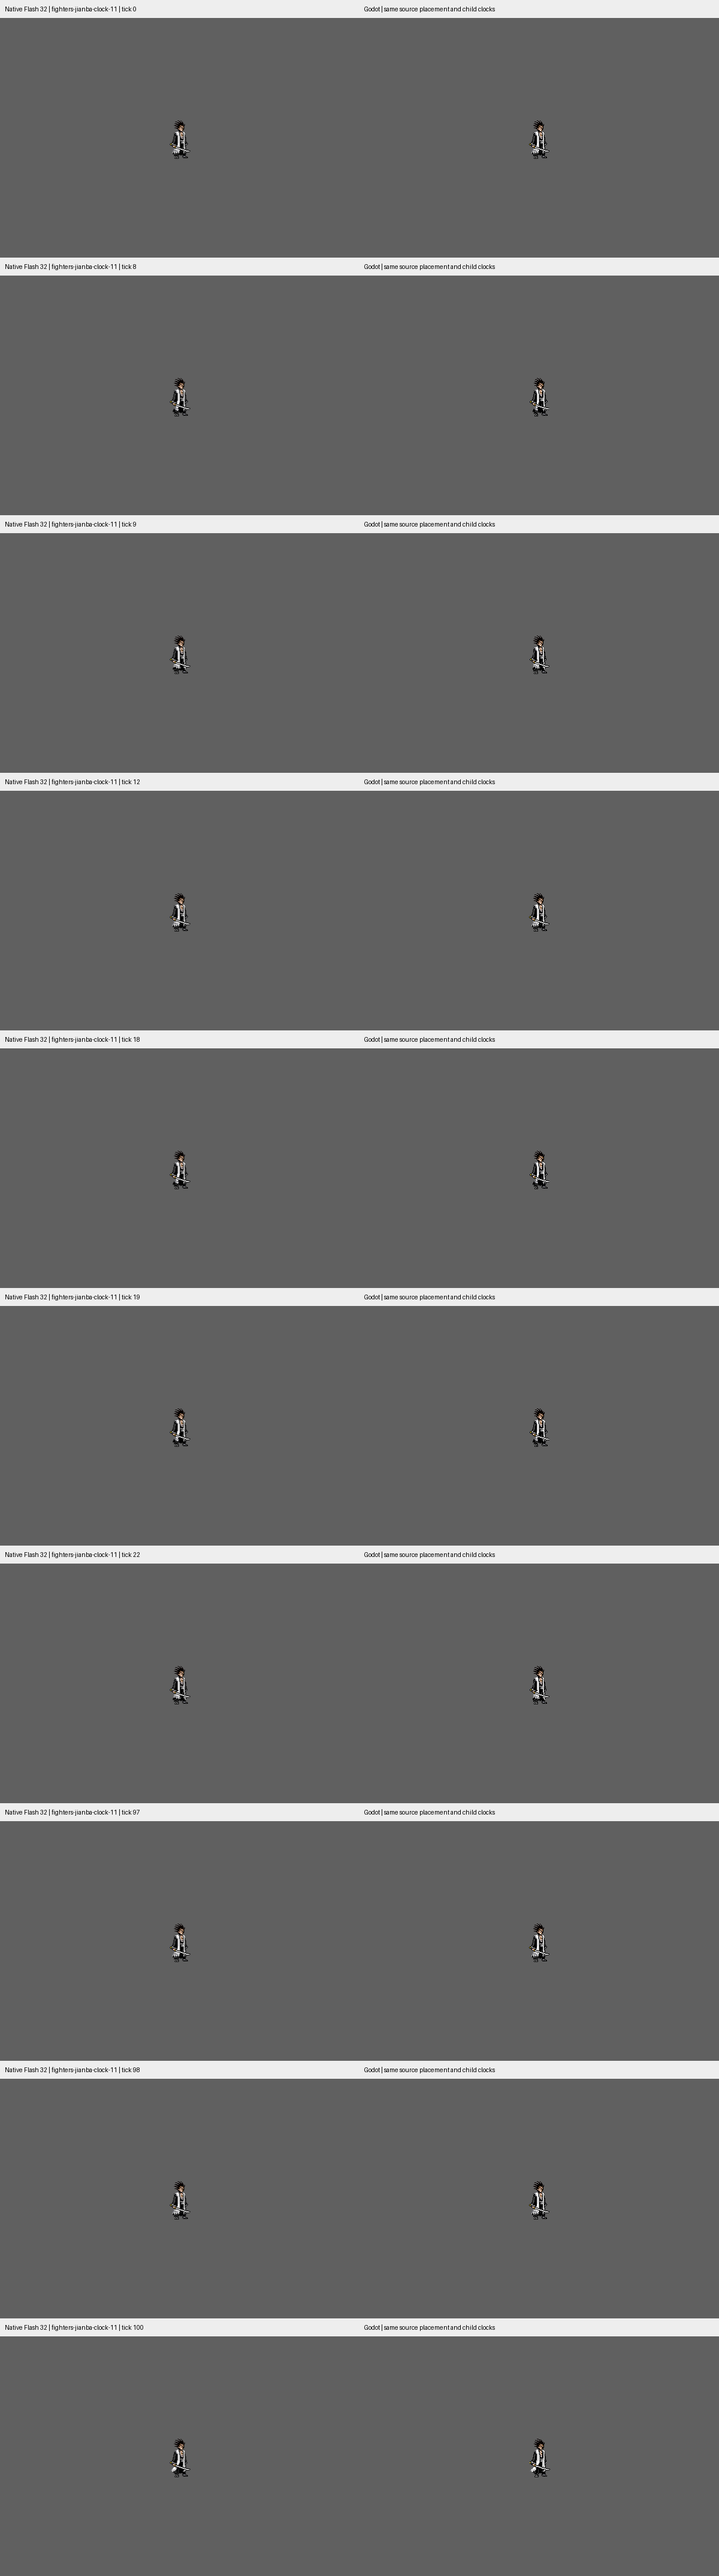 Native Flash 32 | fighters-jianba-clock-11 | tick 0
Godot | same source placement and child clocks
Native Flash 32 | fighters-jianba-clock-11 | tick 8
Godot | same source placement and child clocks
Native Flash 32 | fighters-jianba-clock-11 | tick 9
Godot | same source placement and child clocks
Native Flash 32 | fighters-jianba-clock-11 | tick 12
Godot | same source placement and child clocks
Native Flash 32 | fighters-jianba-clock-11 | tick 18
Godot | same source placement and child clocks
Native Flash 32 | fighters-jianba-clock-11 | tick 19
Godot | same source placement and child clocks
Native Flash 32 | fighters-jianba-clock-11 | tick 22
Godot | same source placement and child clocks
Native Flash 32 | fighters-jianba-clock-11 | tick 97
Godot | same source placement and child clocks
Native Flash 32 | fighters-jianba-clock-11 | tick 98
Godot | same source placement and child clocks
Native Flash 32 | fighters-jianba-clock-11 | tick 100
Godot | same source placement and child clocks